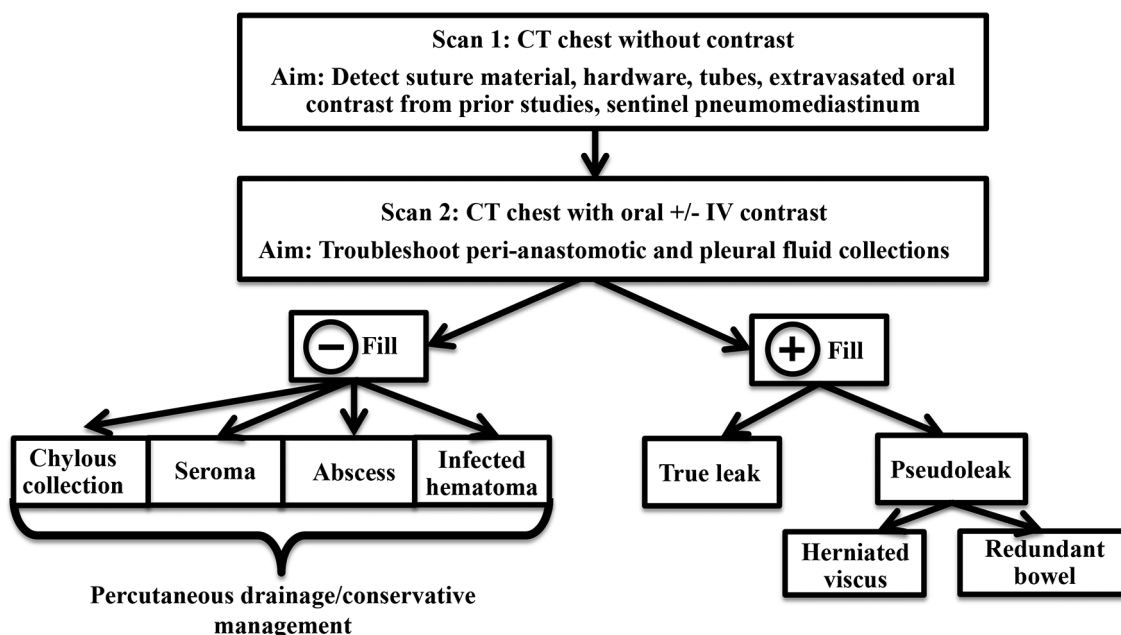 Scan 1: CT chest without contrast
Aim: Detect suture material, hardware, tubes, extravasated oral
contrast from prior studies, sentinel pneumomediastinum
Scan 2: CT chest with oral +/- IV contrast
Aim: Troubleshoot peri-anastomotic and pleural fluid collections
− Fill
+ Fill
Chylous
collection
Seroma
Abscess
Infected
hematoma
True leak
Pseudoleak
Herniated
viscus
Redundant
bowel
Percutaneous drainage/conservative
management